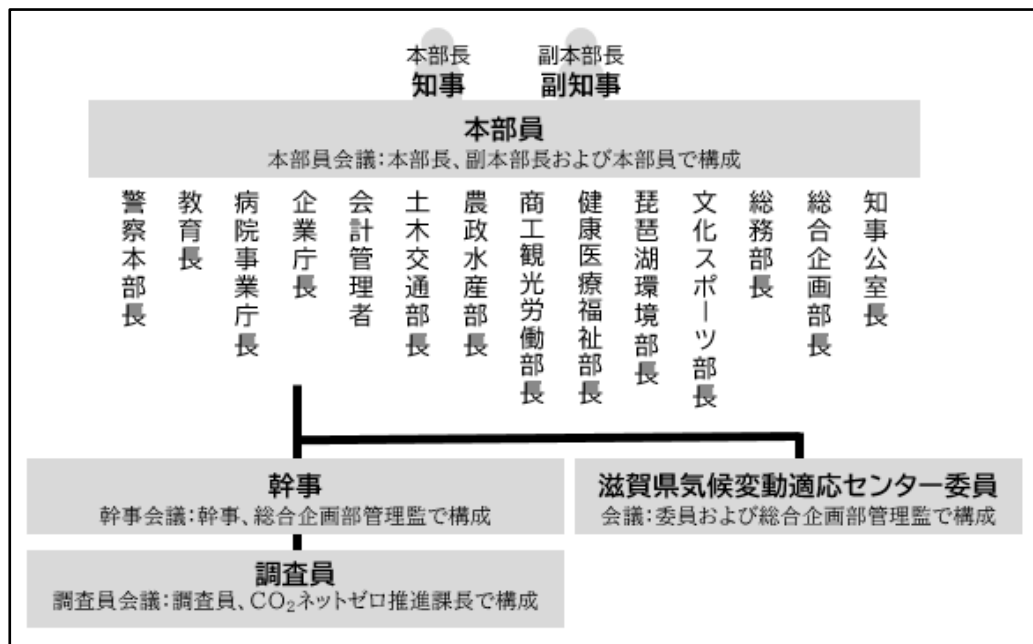 本部長
知事
副本部長
副知事
本部員
本部員会議:本部長、副本部長および本部員で構成
知事公室長
総合企画部長
総務部長
文化スポーツ部長
琵琶湖環境部長
健康医療福祉部長
商工観光労働部長
農政水産部長
土木交通部長
会計管理者
企業庁長
病院事業庁長
教育長
警察本部長
幹事
幹事会議:幹事、総合企画部管理監で構成
滋賀県気候変動適応センター委員
会議:委員および総合企画部管理監で構成
調査員
調査員会議:調査員、CO₂ネットゼロ推進課長で構成